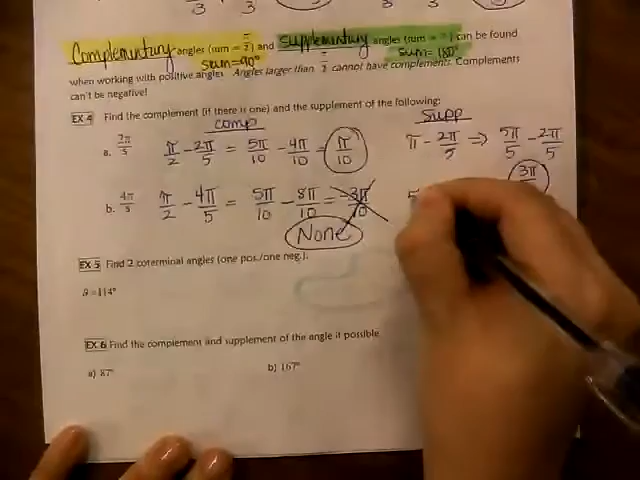 3 3 3
Complementary angles (sum = π/2) and supplementary angles (sum = π) can be found
sum=90° sum=180°
when working with positive angles Angles larger than π/2 cannot have complements. Complements
can't be negative!
EX 4 Find the complement (if there is one) and the supplement of the following:
comp supp
a. 2π/5 π/2 - 2π/5 = 5π/10 - 4π/10 = π/10 π - 2π/5 ⇒ 5π/5 - 2π/5
3π
b. 4π/5 π/2 - 4π/5 = 5π/10 - 8π/10 = -3π/10 5
None
EX 5 Find 2 coterminal angles (one pos./one neg.).
θ = 114°
EX 6 Find the complement and supplement of the angle if possible
a) 87° b) 167°